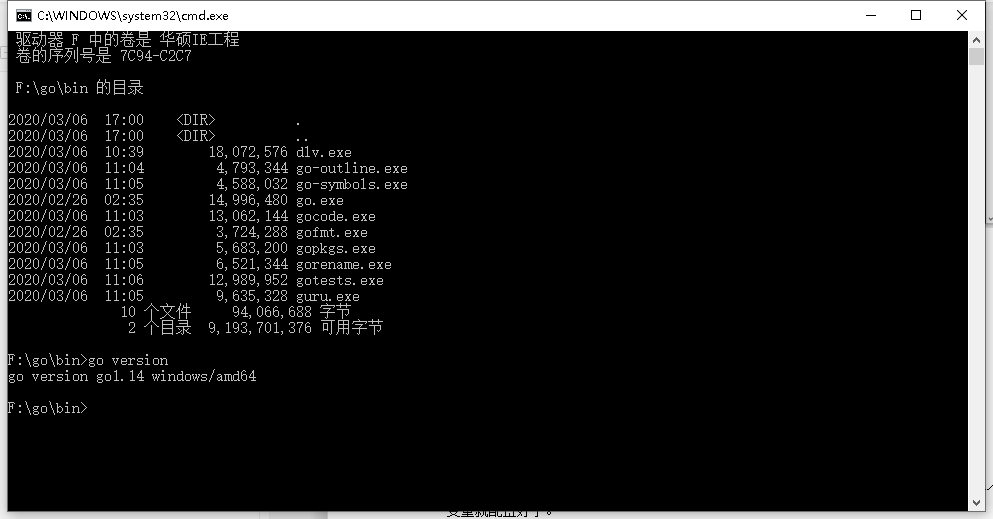 C:\WINDOWS\system32\cmd.exe
驱动器 F 中的卷是 华硕IE工程
卷的序列号是 7C94-C2C7
F:\go\bin 的目录
2020/03/06  17:00    <DIR>          .
2020/03/06  17:00    <DIR>          ..
2020/03/06  10:39        18,072,576 dlv.exe
2020/03/06  11:04         4,793,344 go-outline.exe
2020/03/06  11:05         4,588,032 go-symbols.exe
2020/02/26  02:35        14,996,480 go.exe
2020/03/06  11:03        13,062,144 gocode.exe
2020/02/26  02:35         3,724,288 gofmt.exe
2020/03/06  11:03         5,683,200 gopkgs.exe
2020/03/06  11:05         6,521,344 gorename.exe
2020/03/06  11:06        12,989,952 gotests.exe
2020/03/06  11:05         9,635,328 guru.exe
10 个文件     94,066,688 字节
2 个目录  9,193,701,376 可用字节
F:\go\bin>go version
go version go1.14 windows/amd64
F:\go\bin>